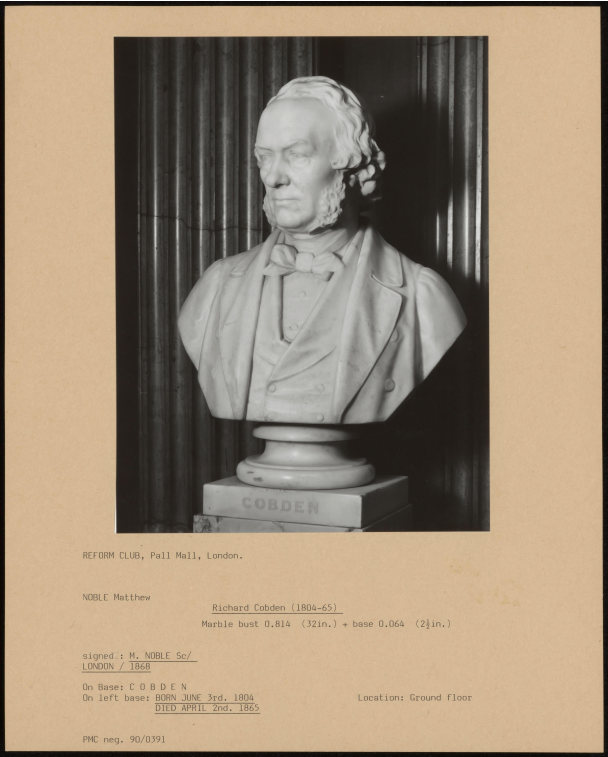 COBDEN
REFORM CLUB, Pall Mall, London.
NOBLE Matthew
Richard Cobden (1804-65)
Marble bust 0.814 (32in.) + base 0.064 (2½in.)
signed : M. NOBLE Sc/
LONDON / 1868
On Base: C O B D E N
On left base: BORN JUNE 3rd. 1804 Location: Ground floor
DIED APRIL 2nd. 1865
PMC neg. 90/0391